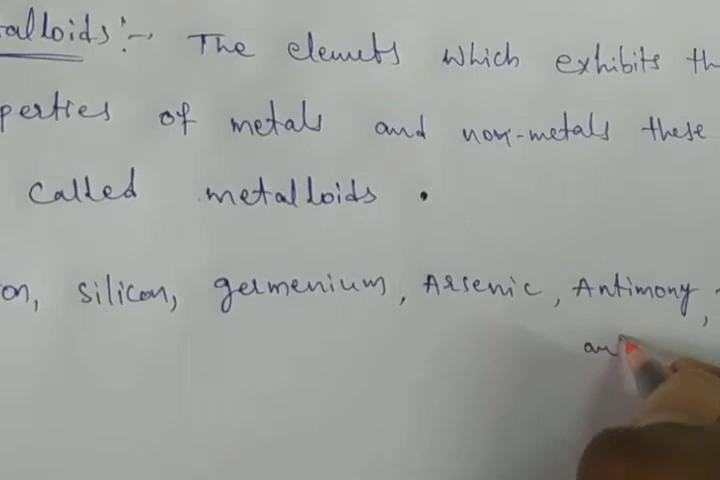 alloids:- The elemets which exhibits th
perties of metals and non-metals these
called metalloids .
on, silicon, germenium, Arsenic, Antimony,
an